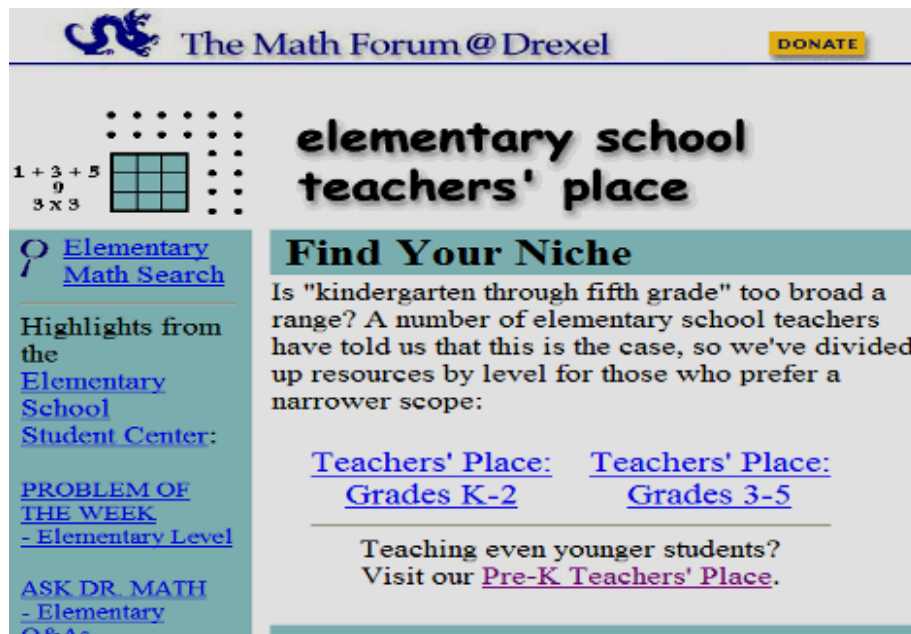 The Math Forum @ Drexel
DONATE
1 + 3 + 5
9
3 x 3
elementary school
teachers' place
Elementary
Math Search
Highlights from
the
Elementary
School
Student Center:
PROBLEM OF
THE WEEK
- Elementary Level
ASK DR. MATH
- Elementary
Q&As
Find Your Niche
Is "kindergarten through fifth grade" too broad a
range? A number of elementary school teachers
have told us that this is the case, so we've divided
up resources by level for those who prefer a
narrower scope:
Teachers' Place:
Grades K-2
Teachers' Place:
Grades 3-5
Teaching even younger students?
Visit our Pre-K Teachers' Place.